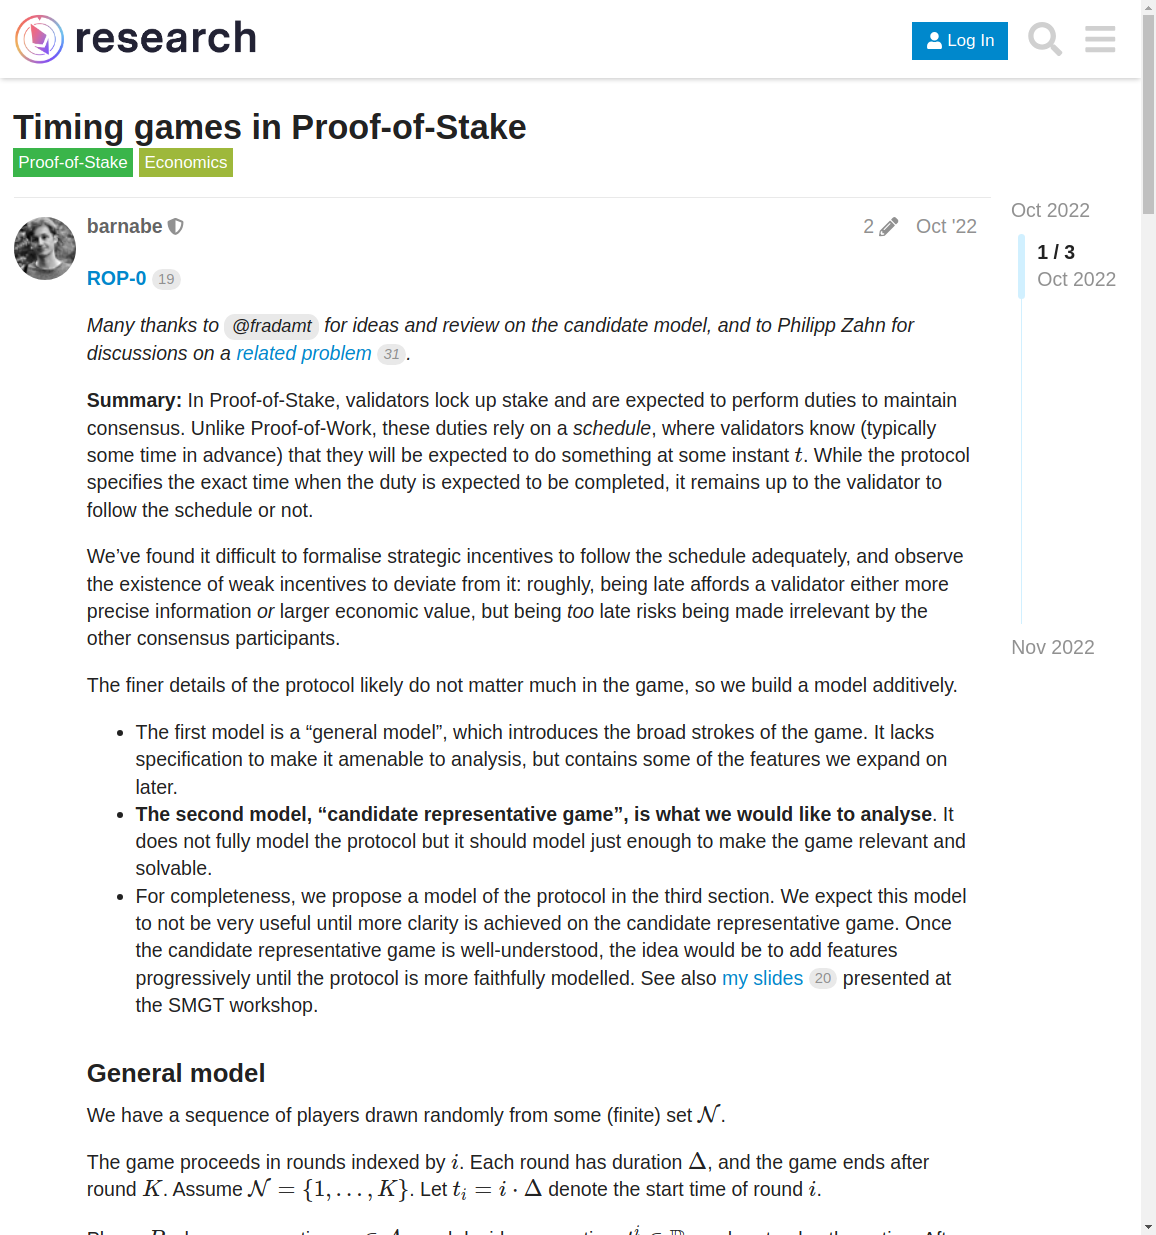 research
Log In
Timing games in Proof-of-Stake
Proof-of-Stake Economics
barnabe 2 Oct '22
ROP-0 19
Many thanks to @fradamt for ideas and review on the candidate model, and to Philipp Zahn for
discussions on a related problem 31.
Summary: In Proof-of-Stake, validators lock up stake and are expected to perform duties to maintain
consensus. Unlike Proof-of-Work, these duties rely on a schedule, where validators know (typically
some time in advance) that they will be expected to do something at some instant t. While the protocol
specifies the exact time when the duty is expected to be completed, it remains up to the validator to
follow the schedule or not.
We’ve found it difficult to formalise strategic incentives to follow the schedule adequately, and observe
the existence of weak incentives to deviate from it: roughly, being late affords a validator either more
precise information or larger economic value, but being too late risks being made irrelevant by the
other consensus participants.
The finer details of the protocol likely do not matter much in the game, so we build a model additively.
• The first model is a “general model”, which introduces the broad strokes of the game. It lacks
specification to make it amenable to analysis, but contains some of the features we expand on
later.
• The second model, “candidate representative game”, is what we would like to analyse. It
does not fully model the protocol but it should model just enough to make the game relevant and
solvable.
• For completeness, we propose a model of the protocol in the third section. We expect this model
to not be very useful until more clarity is achieved on the candidate representative game. Once
the candidate representative game is well-understood, the idea would be to add features
progressively until the protocol is more faithfully modelled. See also my slides 20 presented at
the SMGT workshop.
General model
We have a sequence of players drawn randomly from some (finite) set 𝒩.
The game proceeds in rounds indexed by i. Each round has duration Δ, and the game ends after
round K. Assume 𝒩 = {1, …, K}. Let tᵢ = i · Δ denote the start time of round i.
Oct 2022
1 / 3
Oct 2022
Nov 2022